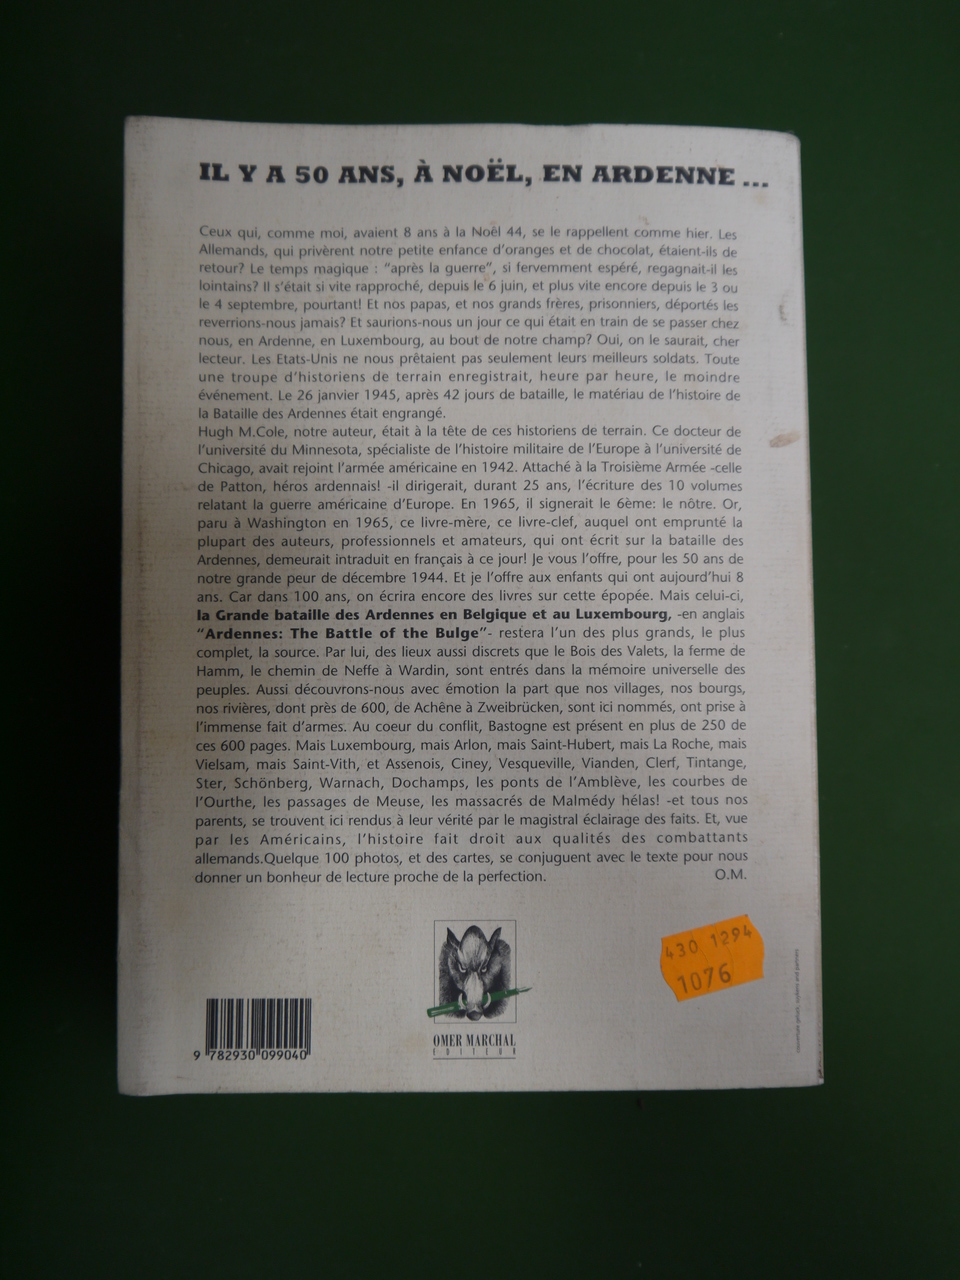 IL Y A 50 ANS, À NOËL, EN ARDENNE...
Ceux qui, comme moi, avaient 8 ans à la Noël 44, se le rappellent comme hier. Les
Allemands, qui privèrent notre petite enfance d'oranges et de chocolat, étaient-ils de
retour? Le temps magique : "après la guerre", si fervemment espéré, regagnait-il les
lointains? Il s'était si vite rapproché, depuis le 6 juin, et plus vite encore depuis le 3 ou
le 4 septembre, pourtant! Et nos papas, et nos grands frères, prisonniers, déportés les
reverrions-nous jamais? Et saurions-nous un jour ce qui était en train de se passer chez
nous, en Ardenne, en Luxembourg, au bout de notre champ? Oui, on le saurait, cher
lecteur. Les Etats-Unis ne nous prêtaient pas seulement leurs meilleurs soldats. Toute
une troupe d'historiens de terrain enregistrait, heure par heure, le moindre
événement. Le 26 janvier 1945, après 42 jours de bataille, le matériau de l'histoire de
la Bataille des Ardennes était engrangé.
Hugh M.Cole, notre auteur, était à la tête de ces historiens de terrain. Ce docteur de
l'université du Minnesota, spécialiste de l'histoire militaire de l'Europe à l'université de
Chicago, avait rejoint l'armée américaine en 1942. Attaché à la Troisième Armée -celle
de Patton, héros ardennais! -il dirigerait, durant 25 ans, l'écriture des 10 volumes
relatant la guerre américaine d'Europe. En 1965, il signerait le 6ème: le nôtre. Or,
paru à Washington en 1965, ce livre-mère, ce livre-clef, auquel ont emprunté la
plupart des auteurs, professionnels et amateurs, qui ont écrit sur la bataille des
Ardennes, demeurait intraduit en français à ce jour! Je vous l'offre, pour les 50 ans de
notre grande peur de décembre 1944. Et je l'offre aux enfants qui ont aujourd'hui 8
ans. Car dans 100 ans, on écrira encore des livres sur cette épopée. Mais celui-ci,
la Grande bataille des Ardennes en Belgique et au Luxembourg, -en anglais
"Ardennes: The Battle of the Bulge"- restera l'un des plus grands, le plus
complet, la source. Par lui, des lieux aussi discrets que le Bois des Valets, la ferme de
Hamm, le chemin de Neffe à Wardin, sont entrés dans la mémoire universelle des
peuples. Aussi découvrons-nous avec émotion la part que nos villages, nos bourgs,
nos rivières, dont près de 600, de Achêne à Zweibrücken, sont ici nommés, ont prise à
l'immense fait d'armes. Au coeur du conflit, Bastogne est présent en plus de 250 de
ces 600 pages. Mais Luxembourg, mais Arlon, mais Saint-Hubert, mais La Roche, mais
Vielsam, mais Saint-Vith, et Assenois, Ciney, Vesqueville, Vianden, Clerf, Tintange,
Ster, Schönberg, Warnach, Dochamps, les ponts de l'Amblève, les courbes de
l'Ourthe, les passages de Meuse, les massacrés de Malmédy hélas! -et tous nos
parents, se trouvent ici rendus à leur vérité par le magistral éclairage des faits. Et, vue
par les Américains, l'histoire fait droit aux qualités des combattants
allemands.Quelque 100 photos, et des cartes, se conjuguent avec le texte pour nous
donner un bonheur de lecture proche de la perfection. O.M.
430 1294
1076
OMER MARCHAL
EDITEUR
9 782930 099040